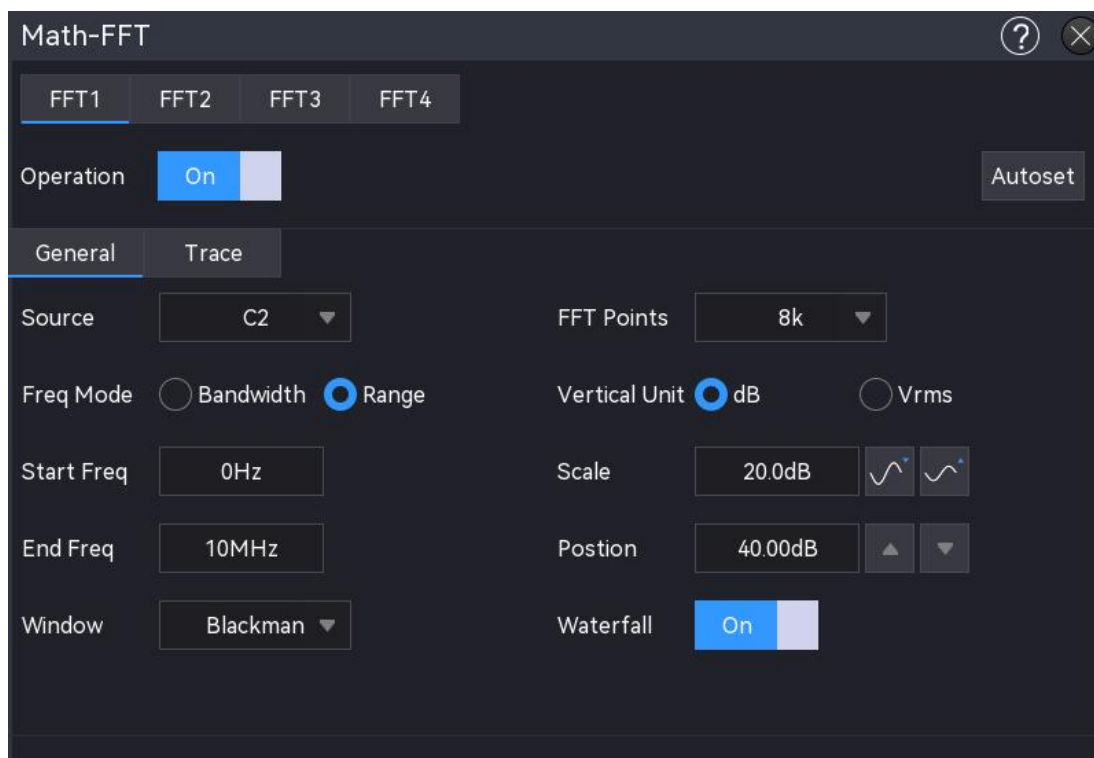 Math-FFT ?
FFT1 FFT2 FFT3 FFT4
Operation On Autoset
General Trace
Source C2 FFT Points 8k
Freq Mode Bandwidth Range Vertical Unit dB Vrms
Start Freq 0Hz Scale 20.0dB
End Freq 10MHz Postion 40.00dB
Window Blackman Waterfall On